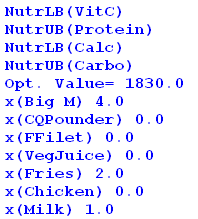 NutrLB(VitC)
NutrUB(Protein)
NutrLB(Calc)
NutrUB(Carbo)
Opt. Value= 1830.0
x(Big M) 4.0
x(CQPounder) 0.0
x(FFilet) 0.0
x(VegJuice) 0.0
x(Fries) 2.0
x(Chicken) 0.0
x(Milk) 1.0